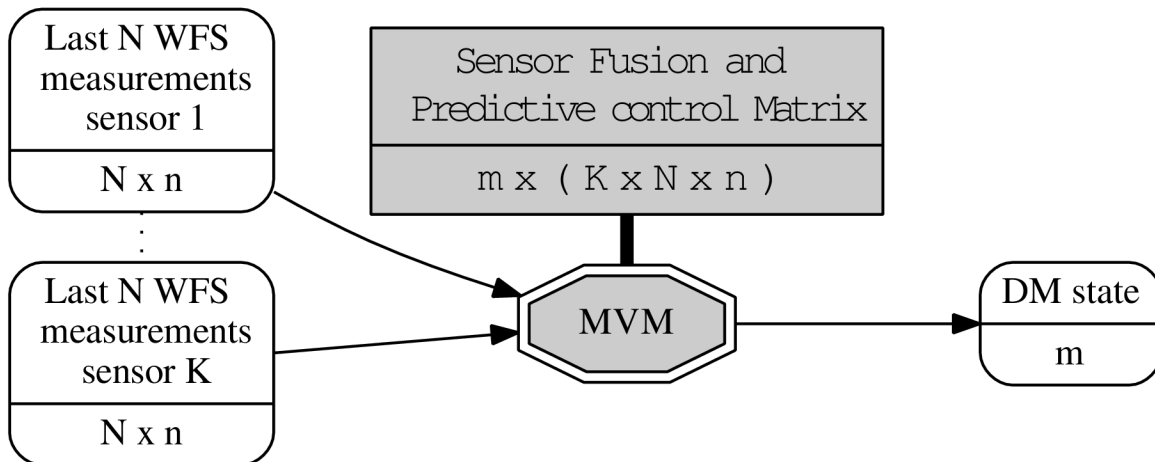 Last N WFS
measurements
sensor 1
N x n
Sensor Fusion and
Predictive control Matrix
m x ( K x N x n )
Last N WFS
measurements
sensor K
N x n
MVM
DM state
m